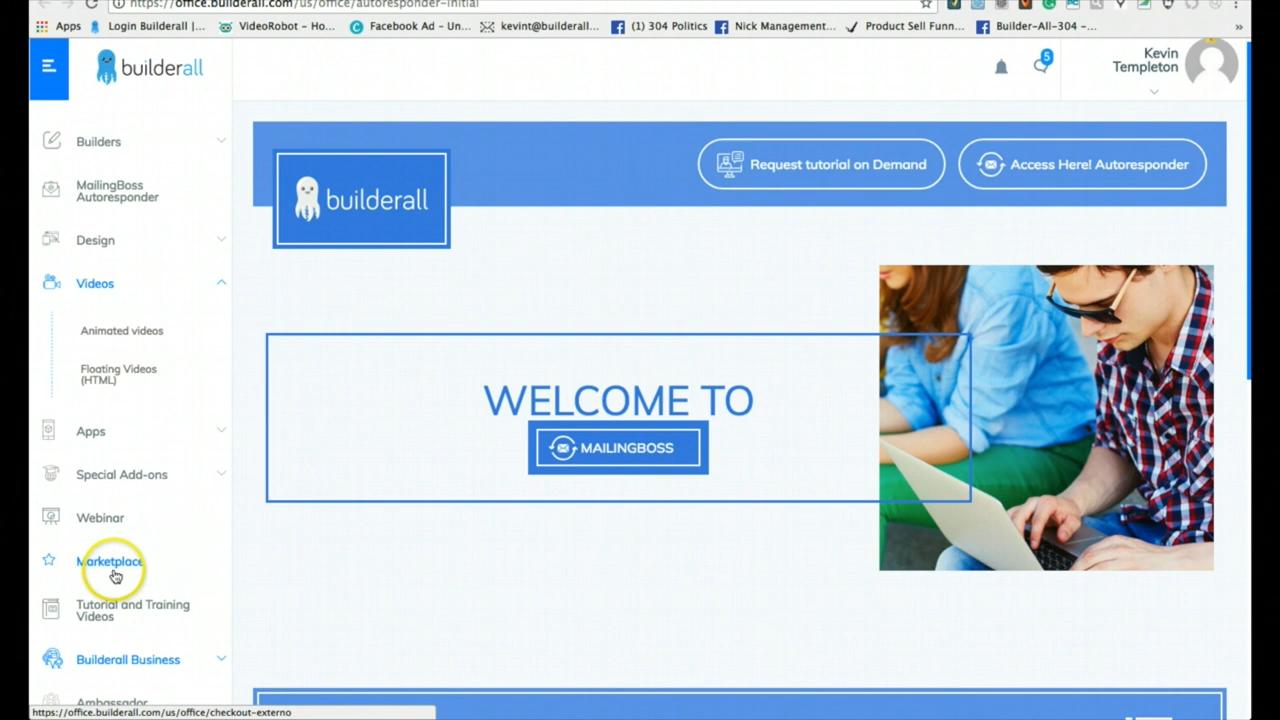 https://office.builderall.com/us/office/autoresponder-initial
Apps Login Builderall |... VideoRobot – Ho... Facebook Ad - Un... kevint@builderall... (1) 304 Politics Nick Management... Product Sell Funn... Builder-All-304 –... »
builderall
5
Kevin
Templeton
Builders
MailingBoss
Autoresponder
Design
Videos
Animated videos
Floating Videos
(HTML)
Apps
Special Add-ons
Webinar
Marketplace
Tutorial and Training
Videos
Builderall Business
Ambassador
Request tutorial on Demand
Access Here! Autoresponder
builderall
WELCOME TO
MAILINGBOSS
https://office.builderall.com/us/office/checkout-externo